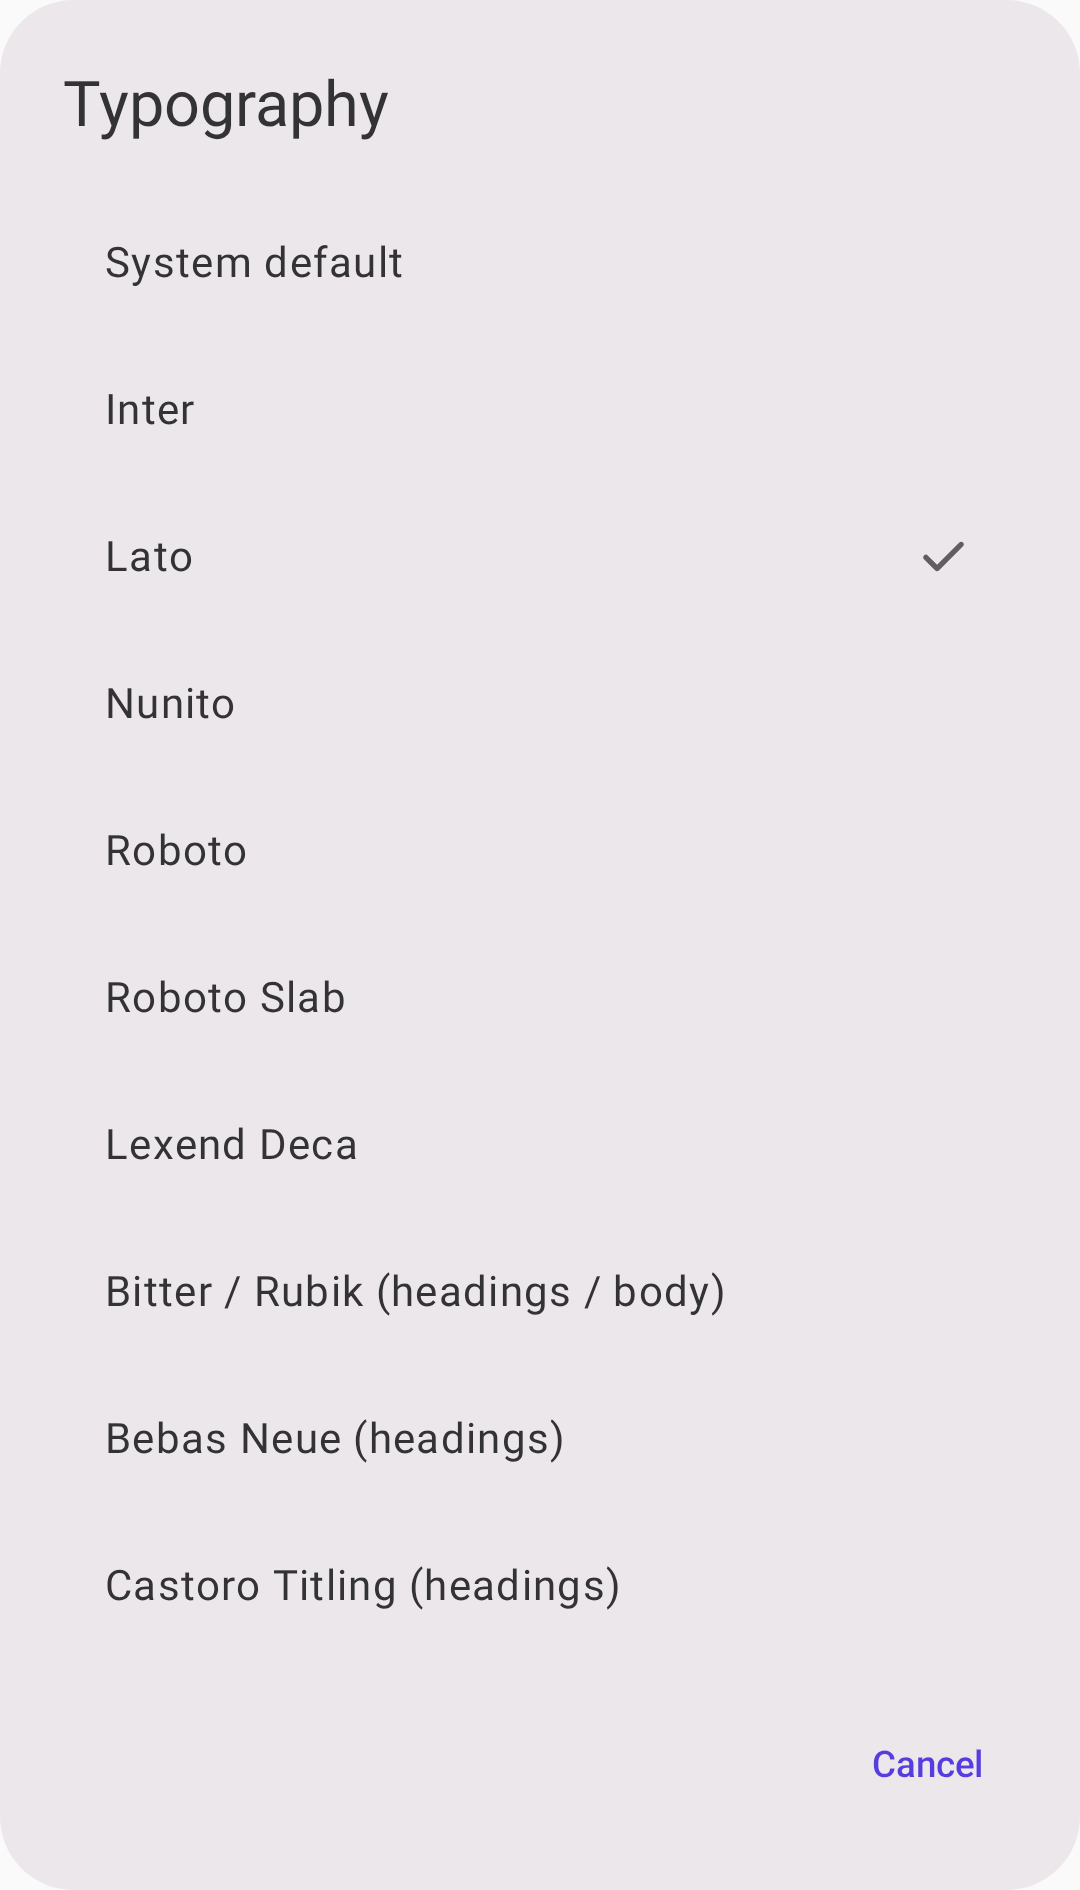 Typography
System default
Inter
Lato
Nunito
Roboto
Roboto Slab
Lexend Deca
Bitter / Rubik (headings / body)
Bebas Neue (headings)
Castoro Titling (headings)
Cancel